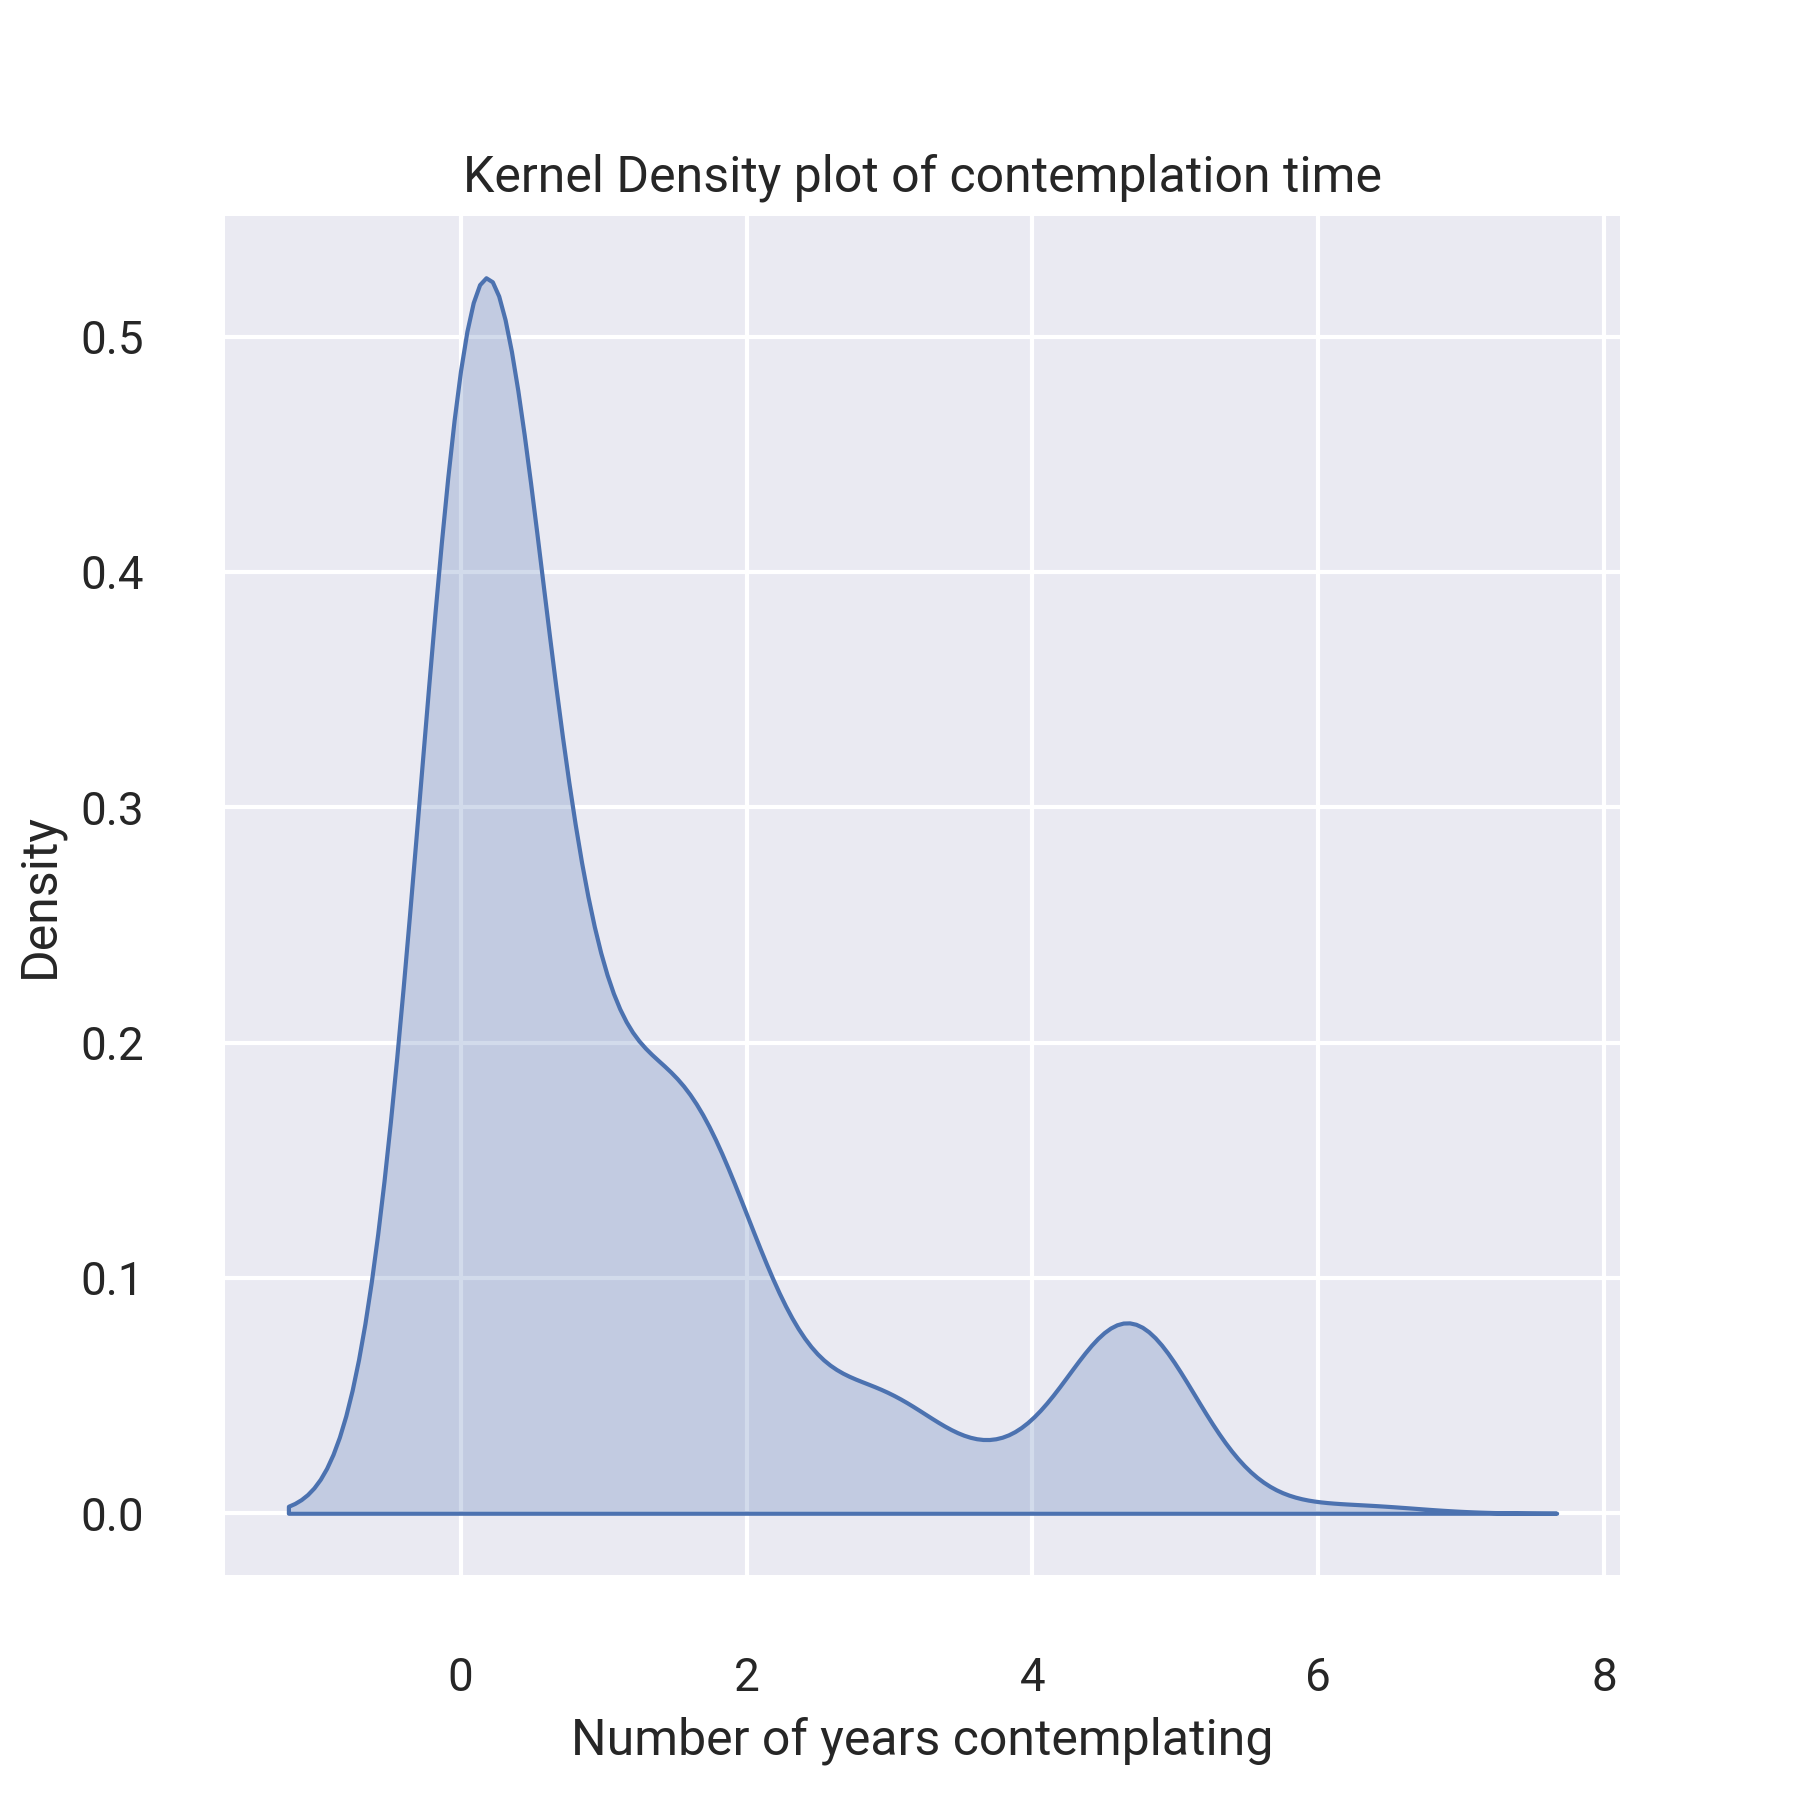 Kernel Density plot of contemplation time
Density
0.5
0.4
0.3
0.2
0.1
0.0
0 2 4 6 8
Number of years contemplating